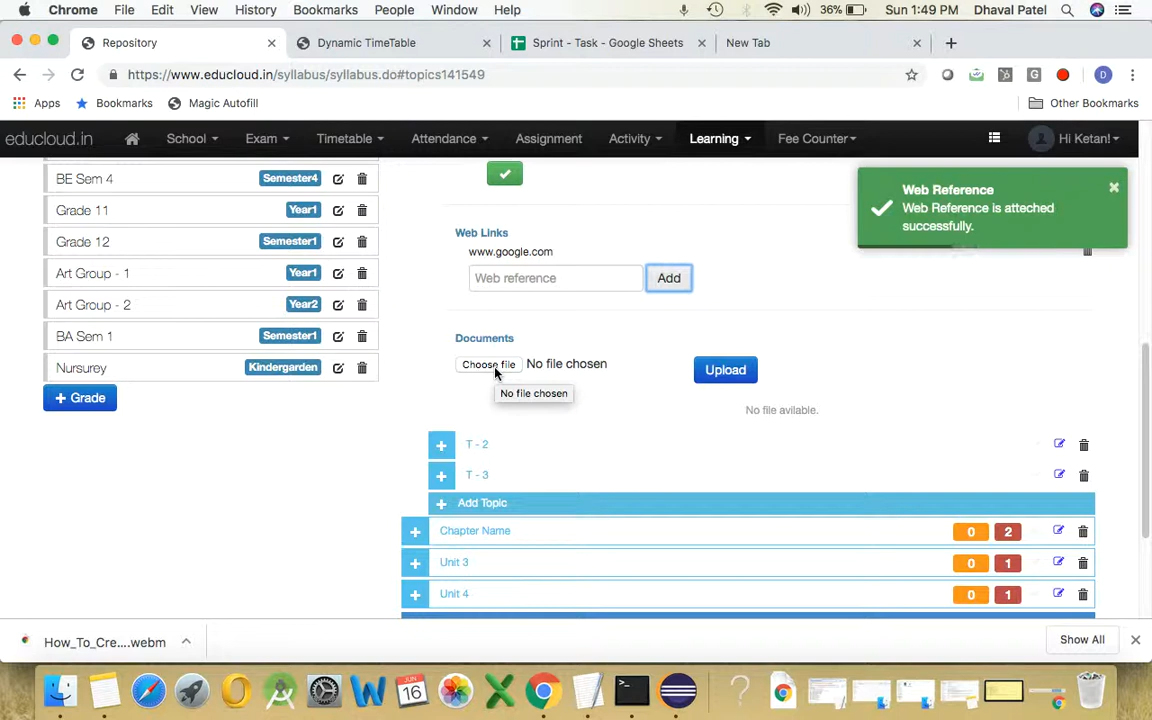 Chrome File Edit View History Bookmarks People Window Help 36% Sun 1:49 PM Dhaval Patel
Repository Dynamic TimeTable Sprint - Task - Google Sheets New Tab
https://www.educloud.in/syllabus/syllabus.do#topics141549 G D
Apps Bookmarks Magic Autofill Other Bookmarks
educloud.in School Exam Timetable Attendance Assignment Activity Learning Fee Counter Hi Ketan!
BE Sem 4 Semester4
Grade 11 Year1
Grade 12 Semester1
Art Group - 1 Year1
Art Group - 2 Year2
BA Sem 1 Semester1
Nursurey Kindergarden
+ Grade
Web Reference
Web Reference is atteched
successfully.
Web Links
www.google.com
Web reference Add
Documents
Choose file No file chosen Upload
No file chosen
No file avilable.
T - 2
T - 3
Add Topic
Chapter Name 0 2
Unit 3 0 1
Unit 4 0 1
How_To_Cre....webm Show All
JUN
16